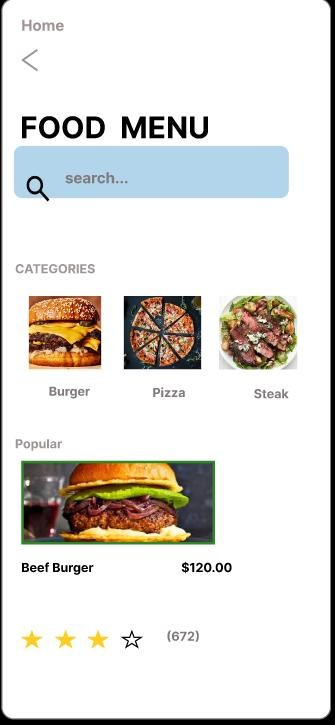 Home
FOOD MENU
search...
CATEGORIES
Burger
Pizza
Steak
Popular
Beef Burger
$120.00
(672)